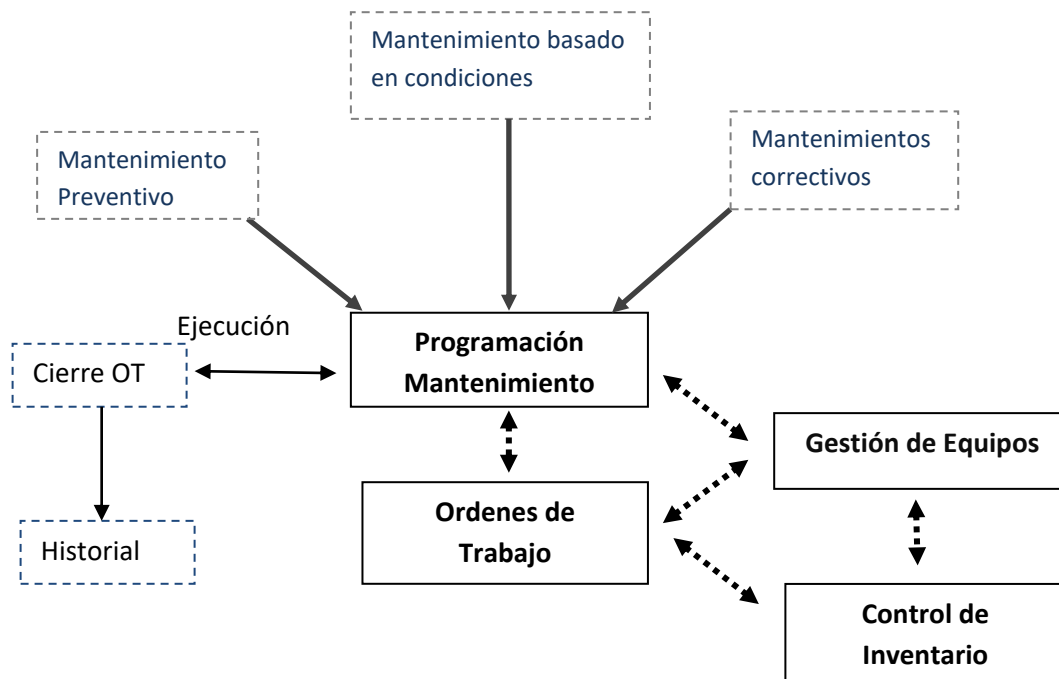 Mantenimiento basado
en condiciones
Mantenimiento
Preventivo
Mantenimientos
correctivos
Ejecución
Programación
Mantenimiento
Cierre OT
Gestión de Equipos
Ordenes de
Trabajo
Historial
Control de
Inventario